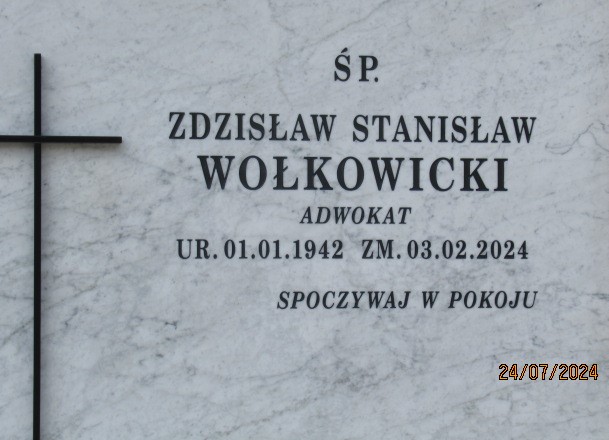 ŚP.
ZDZISŁAW STANISŁAW
WOŁKOWICKI
ADWOKAT
UR. 01.01.1942 ZM. 03.02.2024
SPOCZYWAJ W POKOJU
24/07/2024